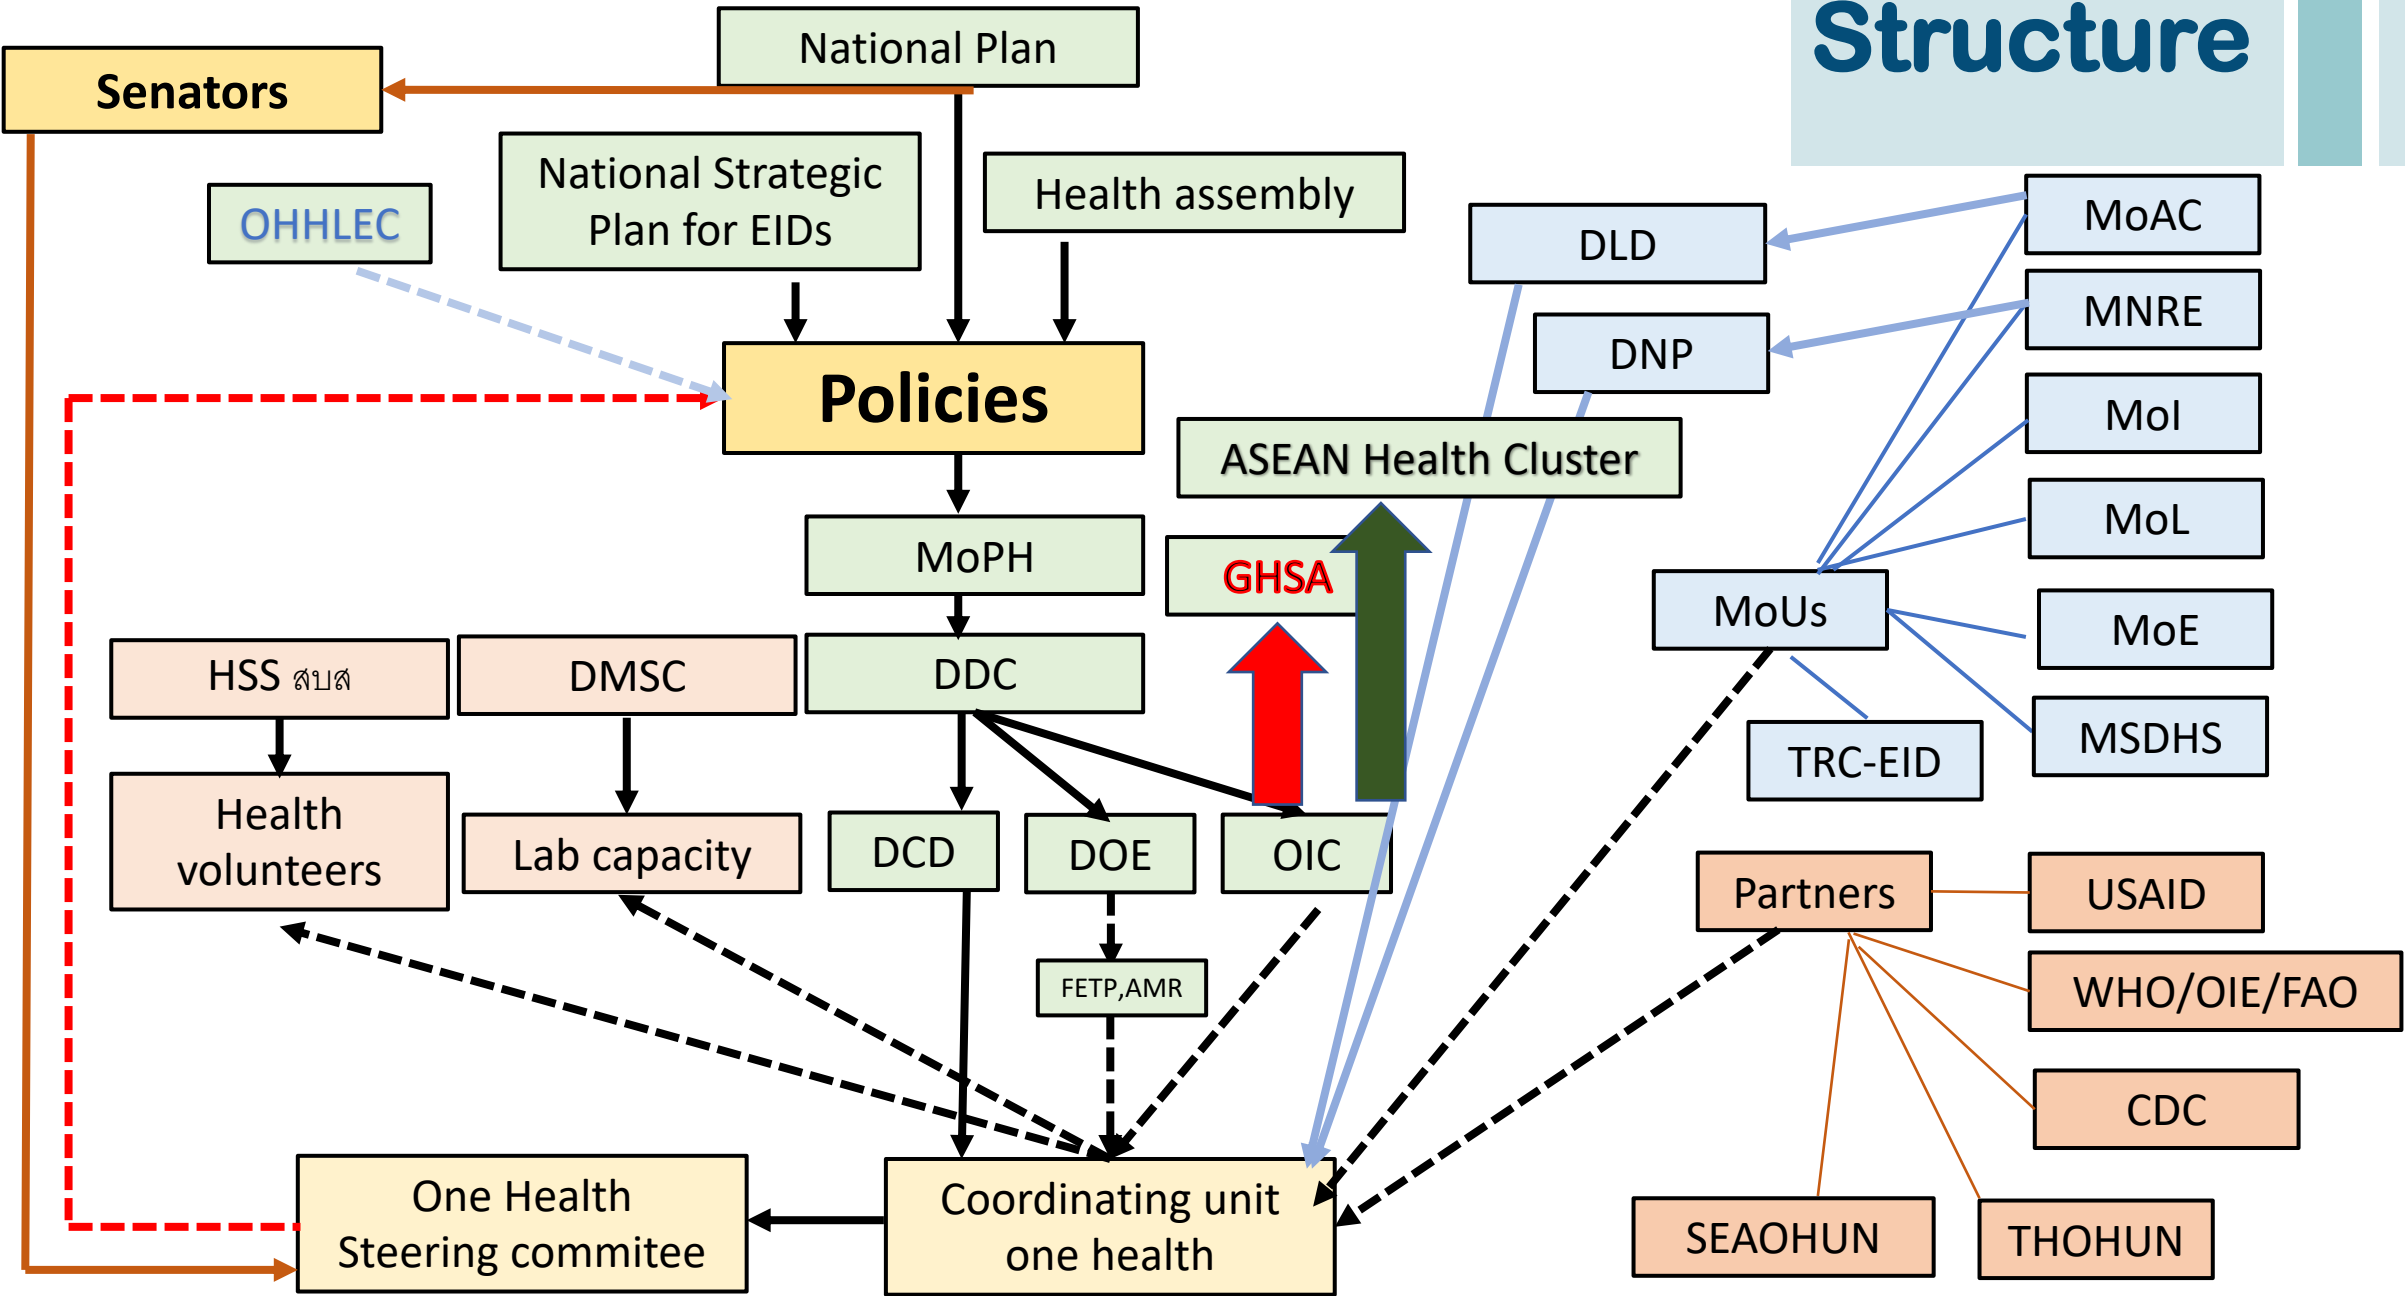 Structure
National Plan
Senators
National Strategic
Plan for EIDs
Health assembly
OHHLEC
DLD
MoAC
DNP
MNRE
Policies
MoI
ASEAN Health Cluster
MoL
MoPH
GHSA
MoUs
MoE
HSS สบส
DMSC
DDC
MSDHS
TRC-EID
Health
volunteers
Lab capacity
DCD
DOE
OIC
Partners
USAID
FETP,AMR
WHO/OIE/FAO
CDC
One Health
Steering commitee
Coordinating unit
one health
SEAOHUN
THOHUN